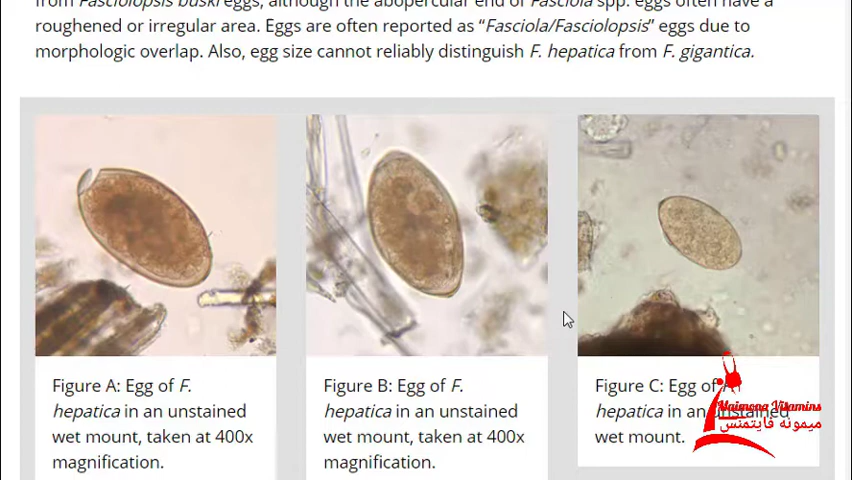 from Fasciolopsis buski eggs, although the abopercular end of Fasciola spp. eggs often have a
roughened or irregular area. Eggs are often reported as “Fasciola/Fasciolopsis” eggs due to
morphologic overlap. Also, egg size cannot reliably distinguish F. hepatica from F. gigantica.
Figure A: Egg of F.
hepatica in an unstained
wet mount, taken at 400x
magnification.
Figure B: Egg of F.
hepatica in an unstained
wet mount, taken at 400x
magnification.
Figure C: Egg of
hepatica in an unstained
wet mount.
Maimona Vitamins
ميمونه فايتمنس